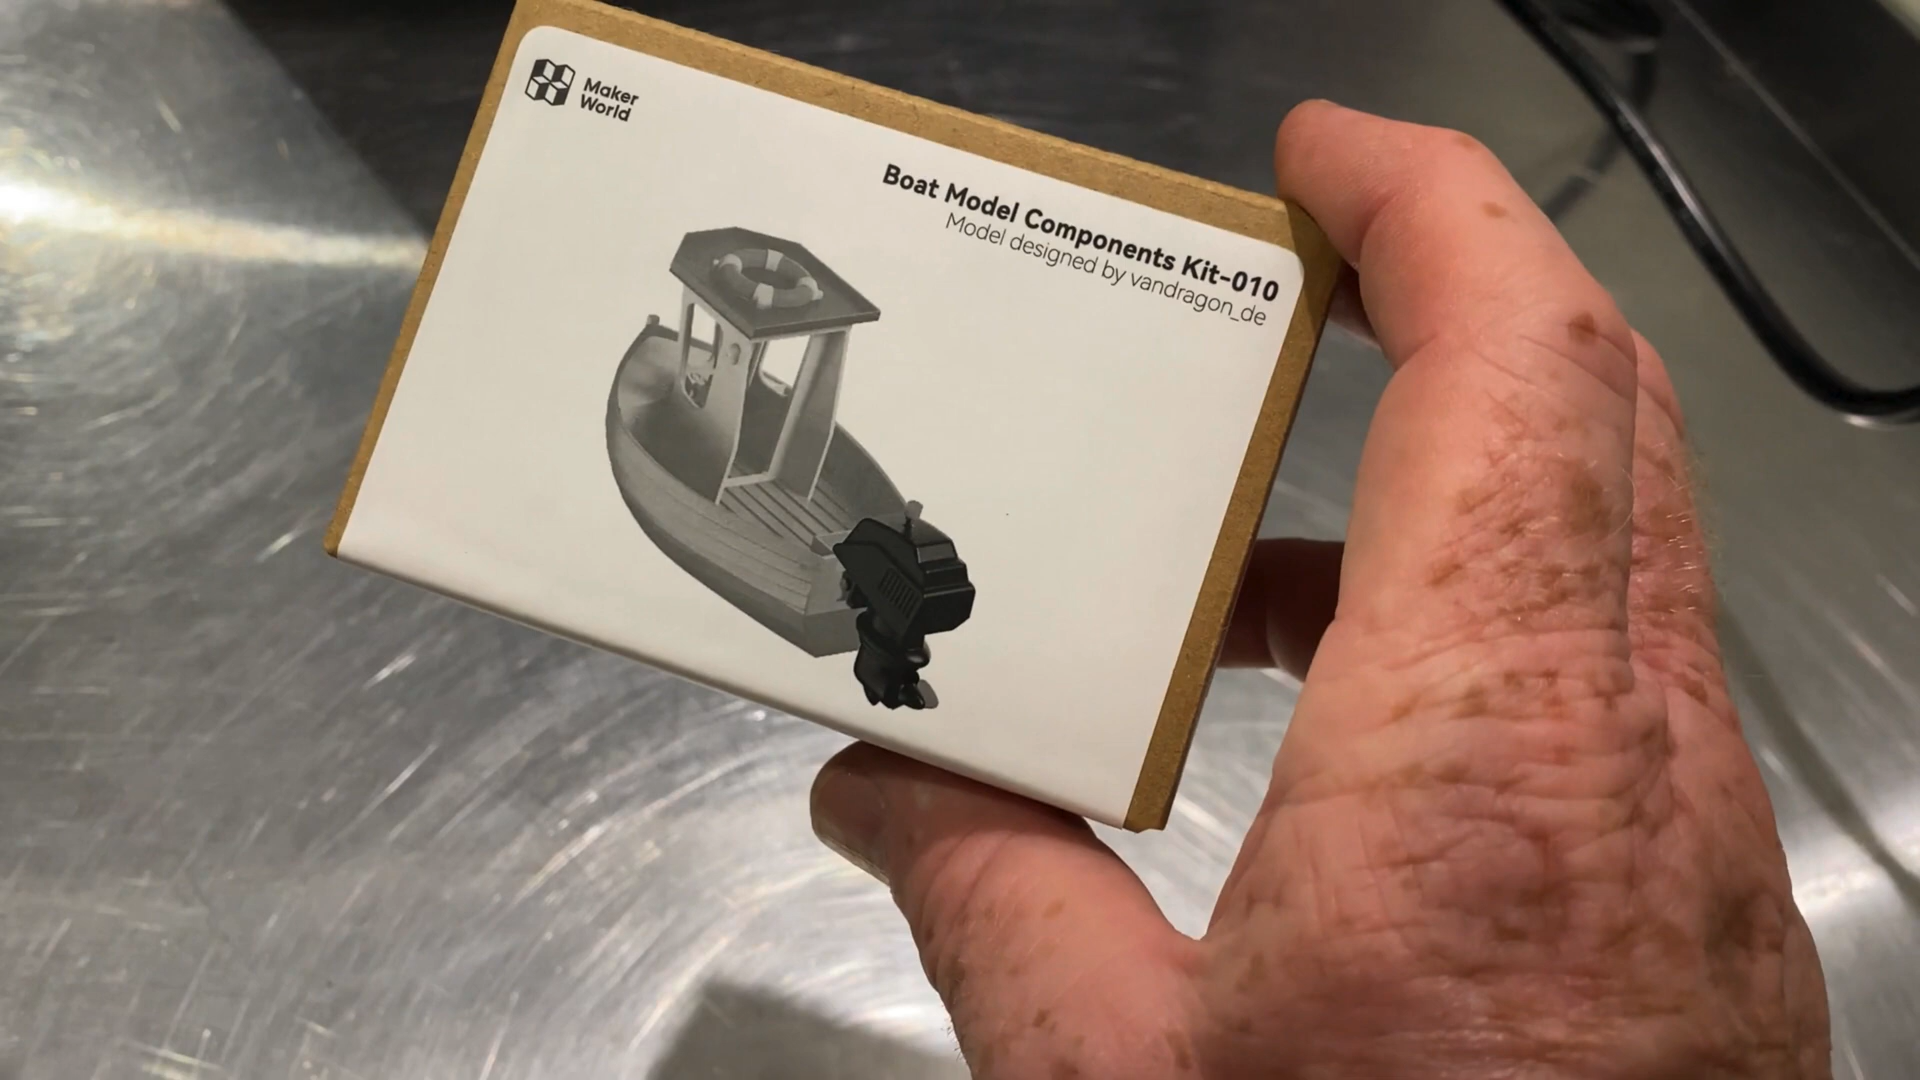 Maker
World
Boat Model Components Kit-010
Model designed by vandragon_de